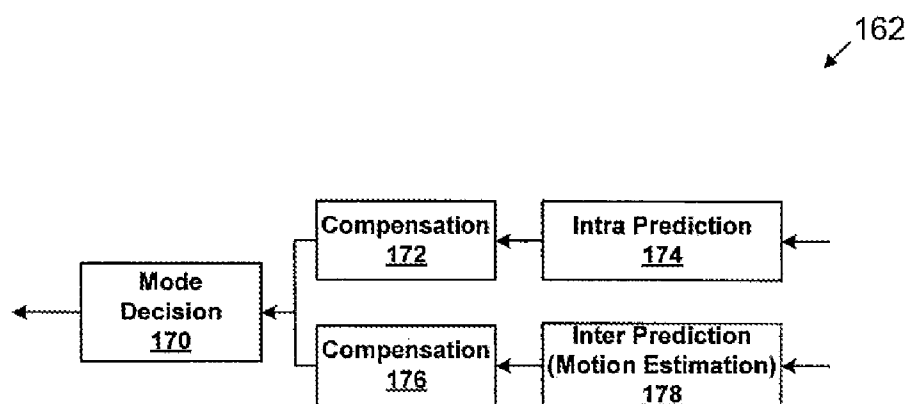 162
Compensation
172
Intra Prediction
174
Mode
Decision
170
Compensation
176
Inter Prediction
(Motion Estimation)
178